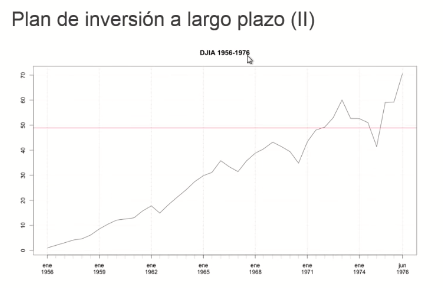 Plan de inversión a largo plazo (II)
DJIA 1956-1976
70
60
50
40
30
20
10
0
ene ene ene ene ene ene ene jun
1956 1959 1962 1965 1968 1971 1974 1976